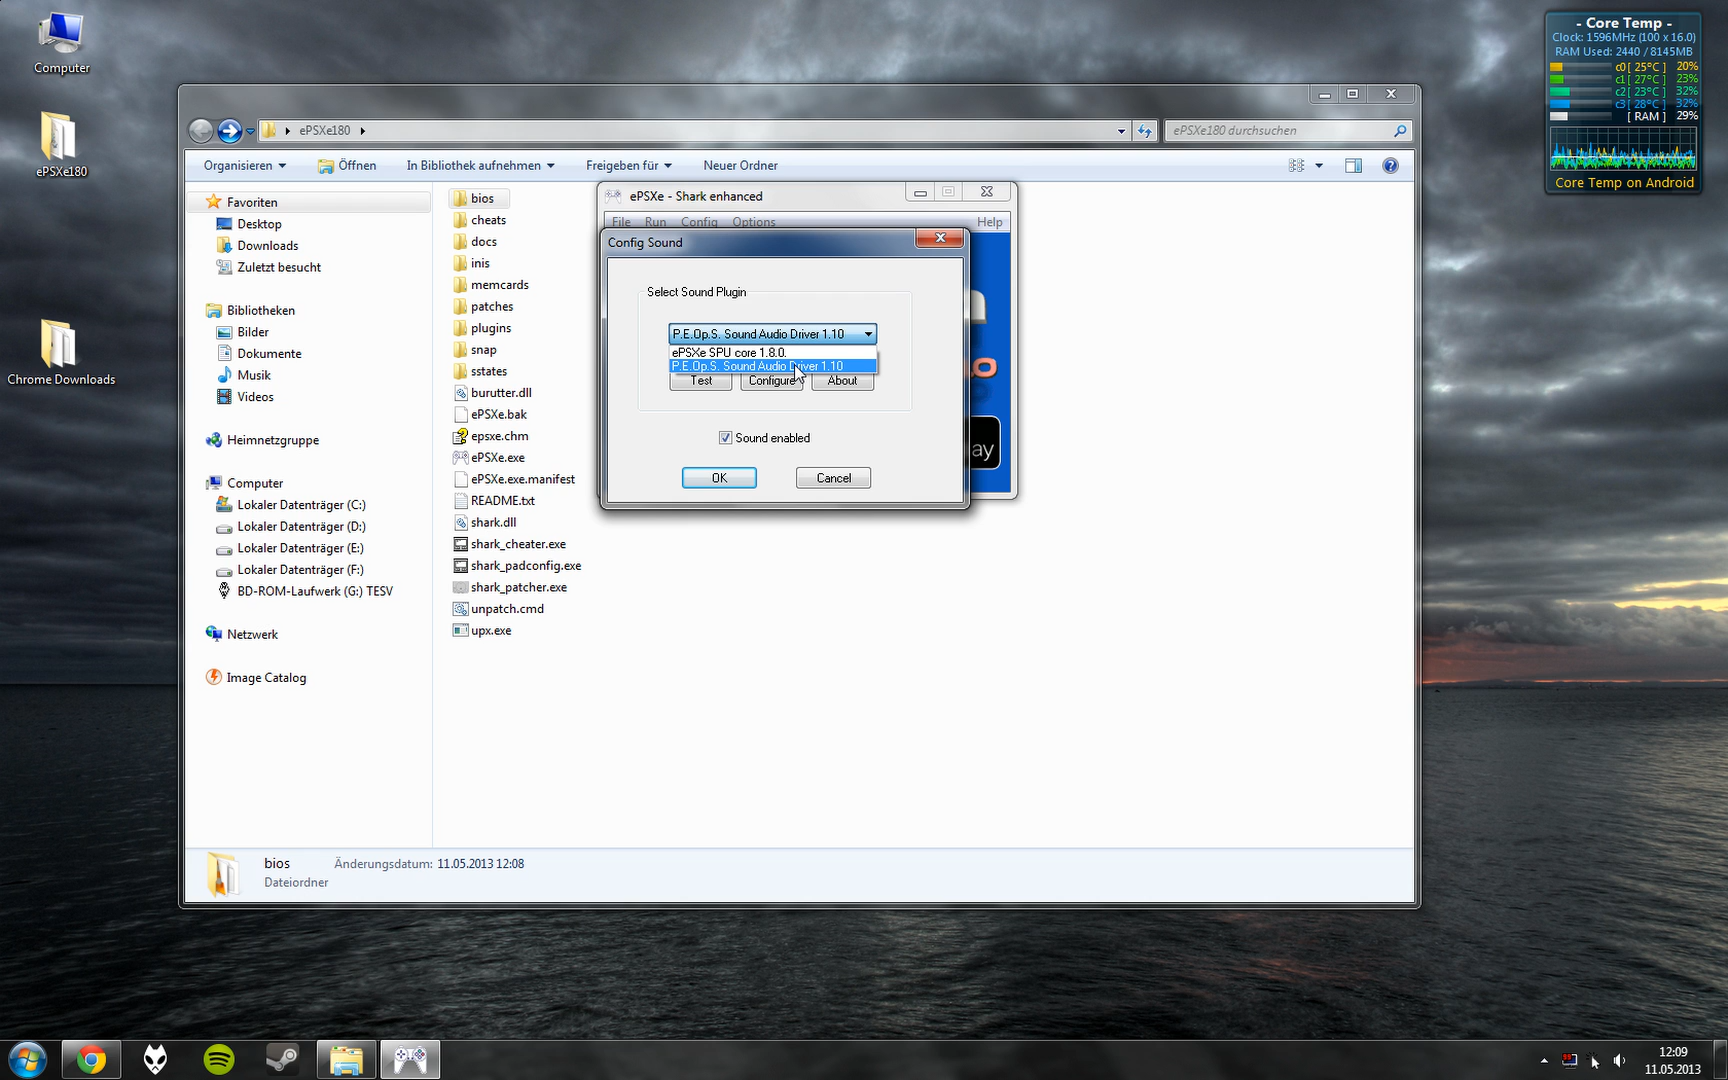 Computer
ePSXe180
Chrome Downloads
- Core Temp -
Clock: 1596MHz (100 x 16.0)
RAM Used: 2440 / 8145MB
c0[ 25°C ] 20%
c1[ 27°C ] 23%
c2[ 23°C ] 32%
c3[ 28°C ] 32%
[ RAM ] 29%
Core Temp on Android
ePSXe180
ePSXe180 durchsuchen
Organisieren
Öffnen
In Bibliothek aufnehmen
Freigeben für
Neuer Ordner
Favoriten
Desktop
Downloads
Zuletzt besucht
Bibliotheken
Bilder
Dokumente
Musik
Videos
Heimnetzgruppe
Computer
Lokaler Datenträger (C:)
Lokaler Datenträger (D:)
Lokaler Datenträger (E:)
Lokaler Datenträger (F:)
BD-ROM-Laufwerk (G:) TESV
Netzwerk
Image Catalog
bios
cheats
docs
inis
memcards
patches
plugins
snap
sstates
burutter.dll
ePSXe.bak
epsxe.chm
ePSXe.exe
ePSXe.exe.manifest
README.txt
shark.dll
shark_cheater.exe
shark_padconfig.exe
shark_patcher.exe
unpatch.cmd
upx.exe
ePSXe - Shark enhanced
File Run Config Options Help
Config Sound
Select Sound Plugin
P.E.Op.S. Sound Audio Driver 1.10
ePSXe SPU core 1.8.0.
P.E.Op.S. Sound Audio Driver 1.10
Test Configure About
Sound enabled
OK Cancel
ay
bios Änderungsdatum: 11.05.2013 12:08
Dateiordner
12:09
11.05.2013